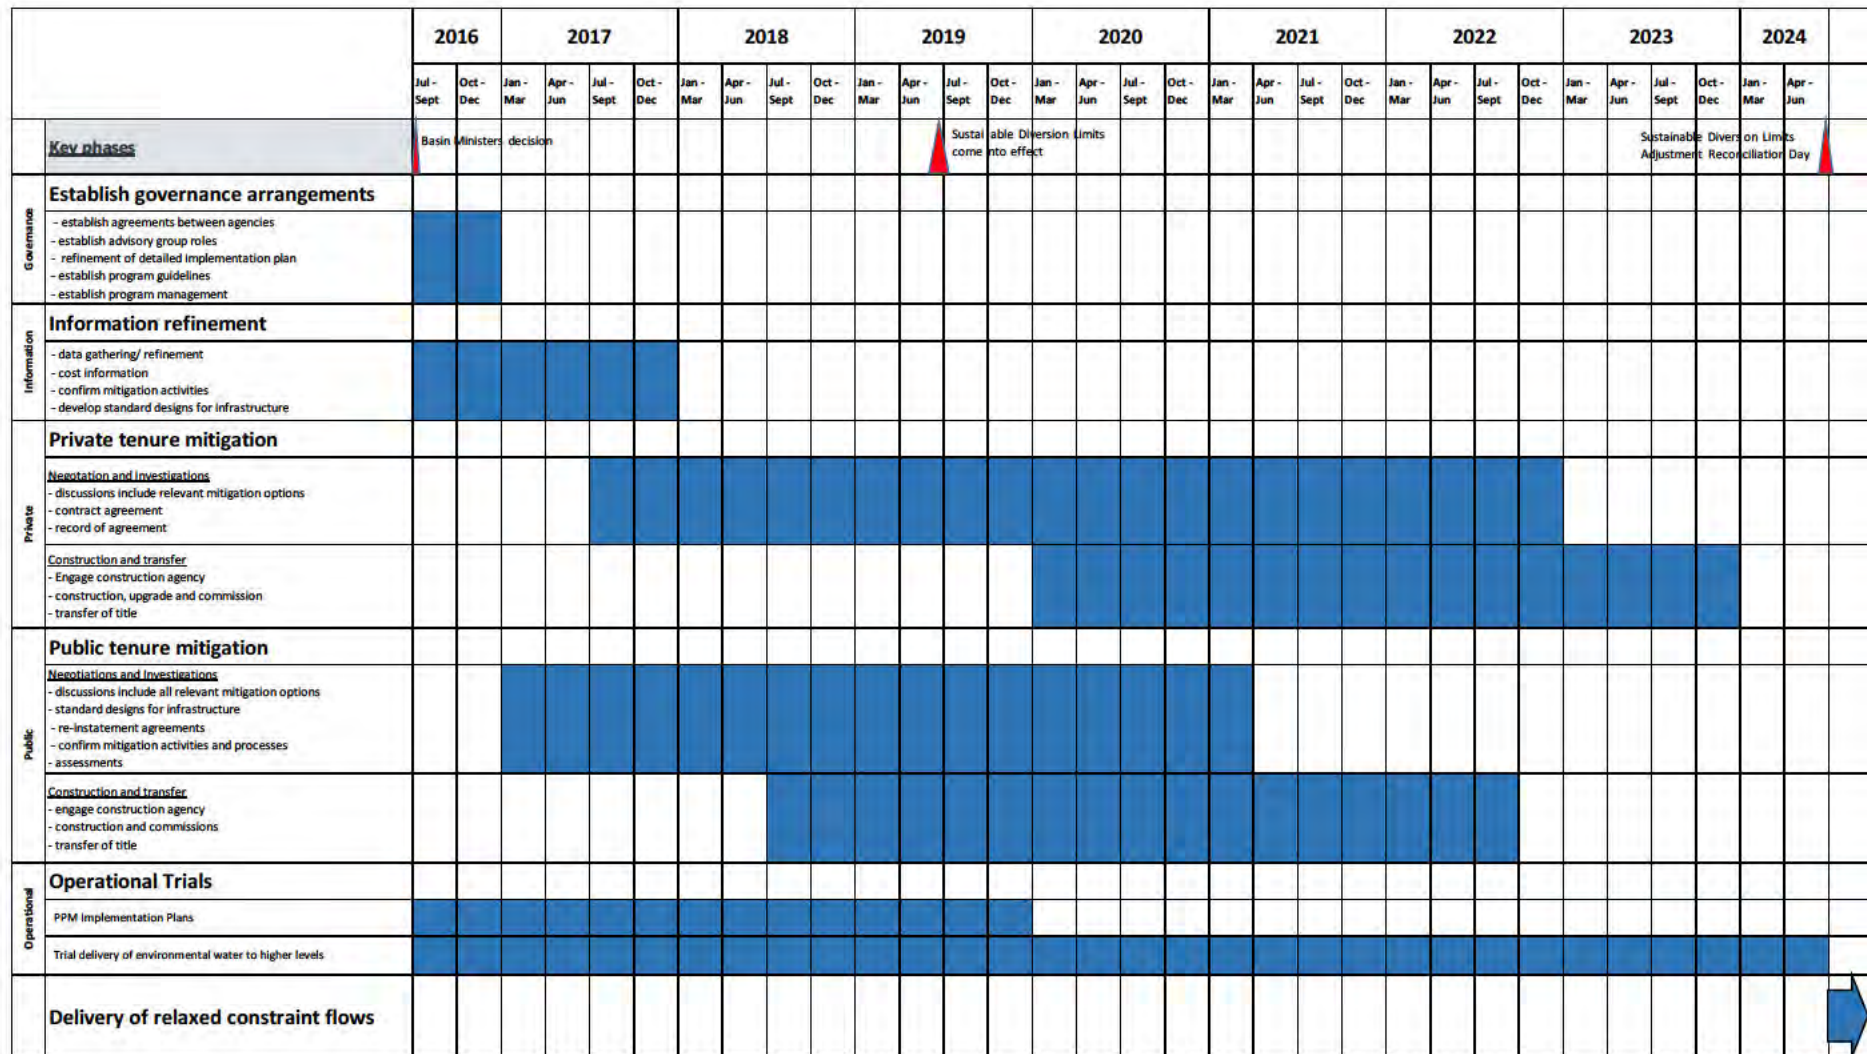 2016 2017 2018 2019 2020 2021 2022 2023 2024
Jul - Sept Oct - Dec Jan - Mar Apr - Jun Jul - Sept Oct - Dec Jan - Mar Apr - Jun Jul - Sept Oct - Dec Jan - Mar Apr - Jun Jul - Sept Oct - Dec Jan - Mar Apr - Jun Jul - Sept Oct - Dec Jan - Mar Apr - Jun Jul - Sept Oct - Dec Jan - Mar Apr - Jun Jul - Sept Oct - Dec Jan - Mar Apr - Jun Jul - Sept Oct - Dec Jan - Mar Apr - Jun
Key phases
Basin Ministers decision
Sustainable Diversion Limits
come into effect
Sustainable Diversion Limits
Adjustment Reconciliation Day
Governance
Establish governance arrangements
- establish agreements between agencies
- establish advisory group roles
- refinement of detailed implementation plan
- establish program guidelines
- establish program management
Information
Information refinement
- data gathering/ refinement
- cost information
- confirm mitigation activities
- develop standard designs for infrastructure
Private
Private tenure mitigation
Negotation and investigations
- discussions include relevant mitigation options
- contract agreement
- record of agreement
Construction and transfer
- Engage construction agency
- construction, upgrade and commission
- transfer of title
Public
Public tenure mitigation
Negotiations and Investigations
- discussions include all relevant mitigation options
- standard designs for infrastructure
- re-instatement agreements
- confirm mitigation activities and processes
- assessments
Construction and transfer
- engage construction agency
- construction and commissions
- transfer of title
Operational
Operational Trials
PPM Implementation Plans
Trial delivery of environmental water to higher levels
Delivery of relaxed constraint flows